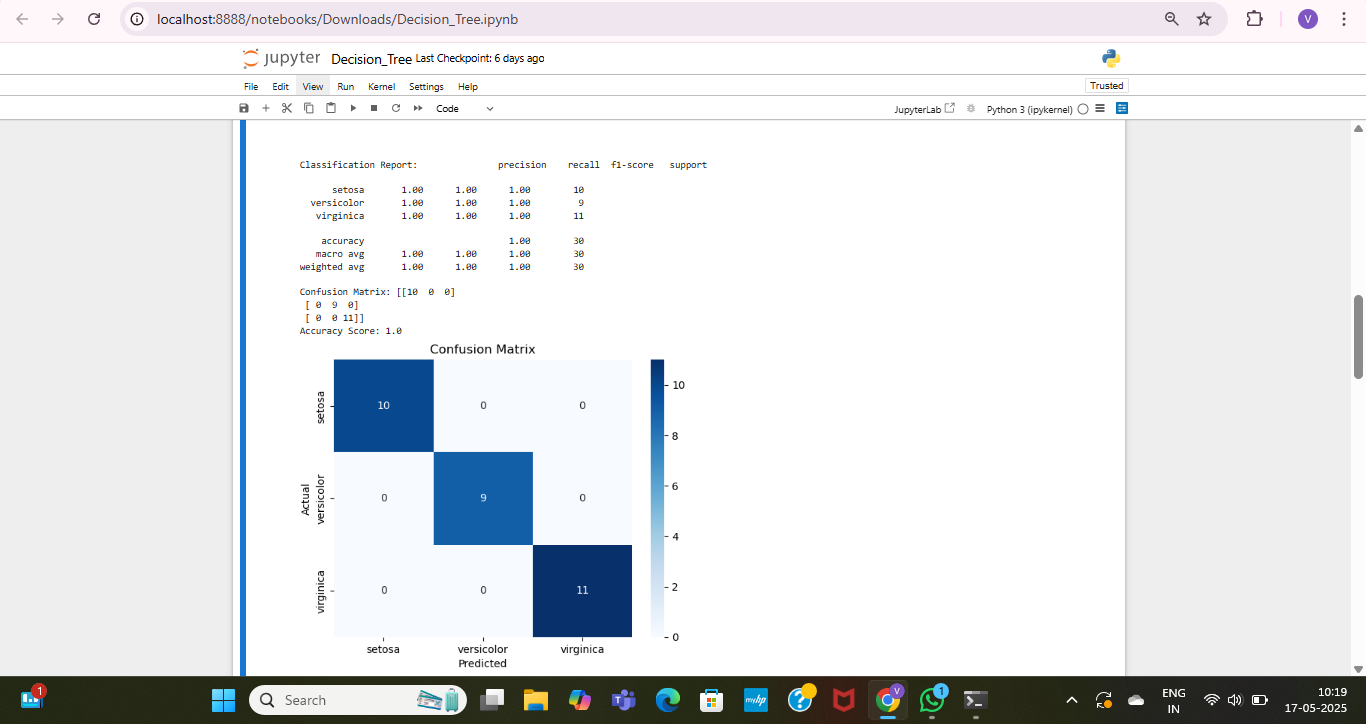 localhost:8888/notebooks/Downloads/Decision_Tree.ipynb
V
jupyter Decision_Tree Last Checkpoint: 6 days ago
File Edit View Run Kernel Settings Help
Trusted
Code
JupyterLab Python 3 (ipykernel)
Classification Report: precision recall f1-score support
setosa 1.00 1.00 1.00 10
versicolor 1.00 1.00 1.00 9
virginica 1.00 1.00 1.00 11
accuracy 1.00 30
macro avg 1.00 1.00 1.00 30
weighted avg 1.00 1.00 1.00 30
Confusion Matrix: [[10 0 0]
[ 0 9 0]
[ 0 0 11]]
Accuracy Score: 1.0
Confusion Matrix
setosa
10 0 0
Actual
versicolor
0 9 0
virginica
0 0 11
10
8
6
4
2
0
setosa versicolor virginica
Predicted
1
Search
myhp
V
1
ENG
IN
10:19
17-05-2025